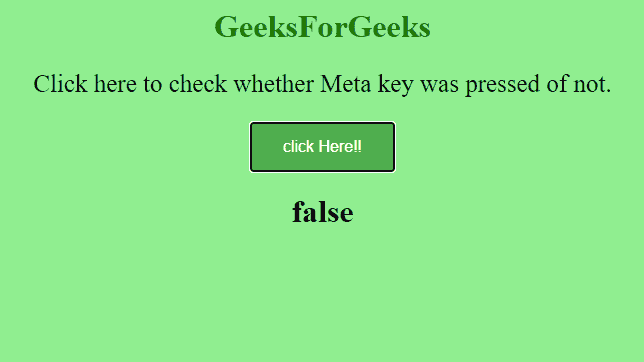 GeeksForGeeks
Click here to check whether Meta key was pressed of not.
click Here!!
false